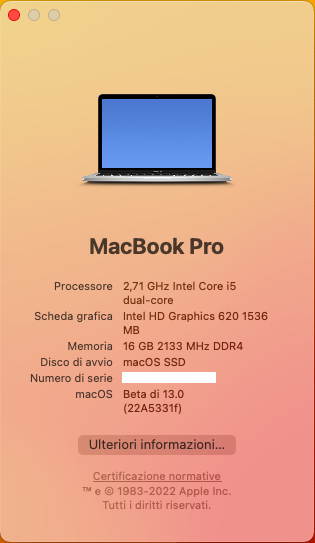 MacBook Pro
Processore 2,71 GHz Intel Core i5
dual-core
Scheda grafica Intel HD Graphics 620 1536
MB
Memoria 16 GB 2133 MHz DDR4
Disco di avvio macOS SSD
Numero di serie
macOS Beta di 13.0
(22A5331f)
Ulteriori informazioni...
Certificazione normative
™ e © 1983-2022 Apple Inc.
Tutti i diritti riservati.